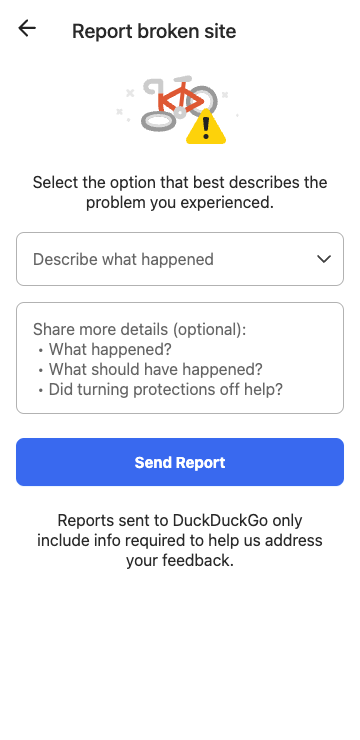 Report broken site
Select the option that best describes the
problem you experienced.
Describe what happened
Share more details (optional):
• What happened?
• What should have happened?
• Did turning protections off help?
Send Report
Reports sent to DuckDuckGo only
include info required to help us address
your feedback.